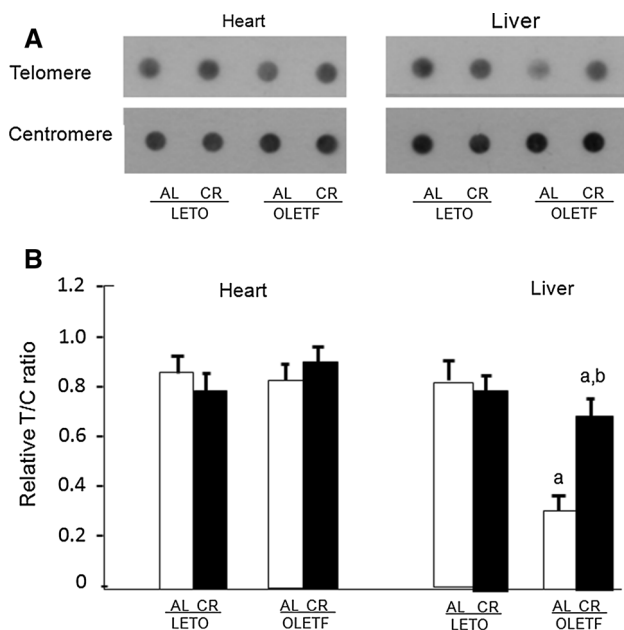 A
Heart
Liver
Telomere
Centromere
AL CR AL CR
LETO OLETF
AL CR AL CR
LETO OLETF
B
Heart
Liver
Relative T/C ratio
1.2
1.0
0.8
0.6
0.4
0.2
0
a
a,b
AL CR AL CR
LETO OLETF
AL CR AL CR
LETO OLETF